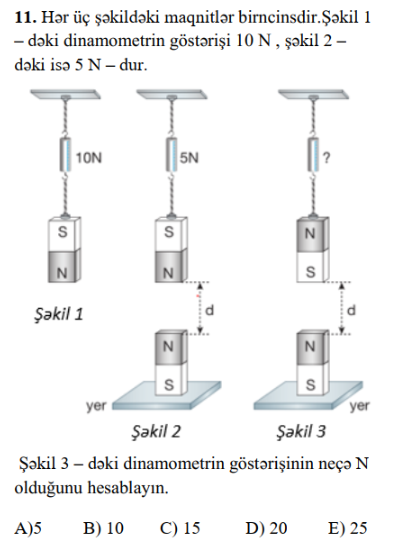 11. Hər üç şəkildəki maqnitlər birncinsdir.Şəkil 1
– dəki dinamometrin göstərişi 10 N , şəkil 2 –
dəki isə 5 N – dur.
10N
5N
?
S
N
S
N
N
S
Şəkil 1
d
d
N
S
N
S
yer
yer
Şəkil 2
Şəkil 3
Şəkil 3 – dəki dinamometrin göstərişinin neçə N
olduğunu hesablayın.
A)5 B) 10 C) 15 D) 20 E) 25